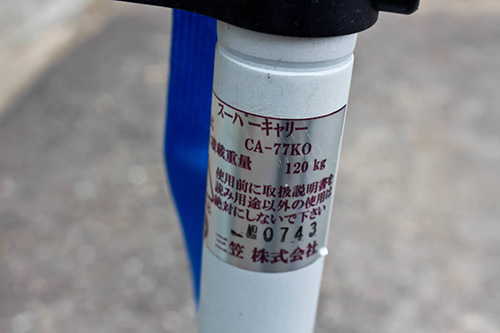 スーパーキャリー
式 CA-77KO
積載重量 120 kg
使用前に取扱説明書を
読み用途以外の使用は
絶対にしないで下さい
0743
三笠 株式会社